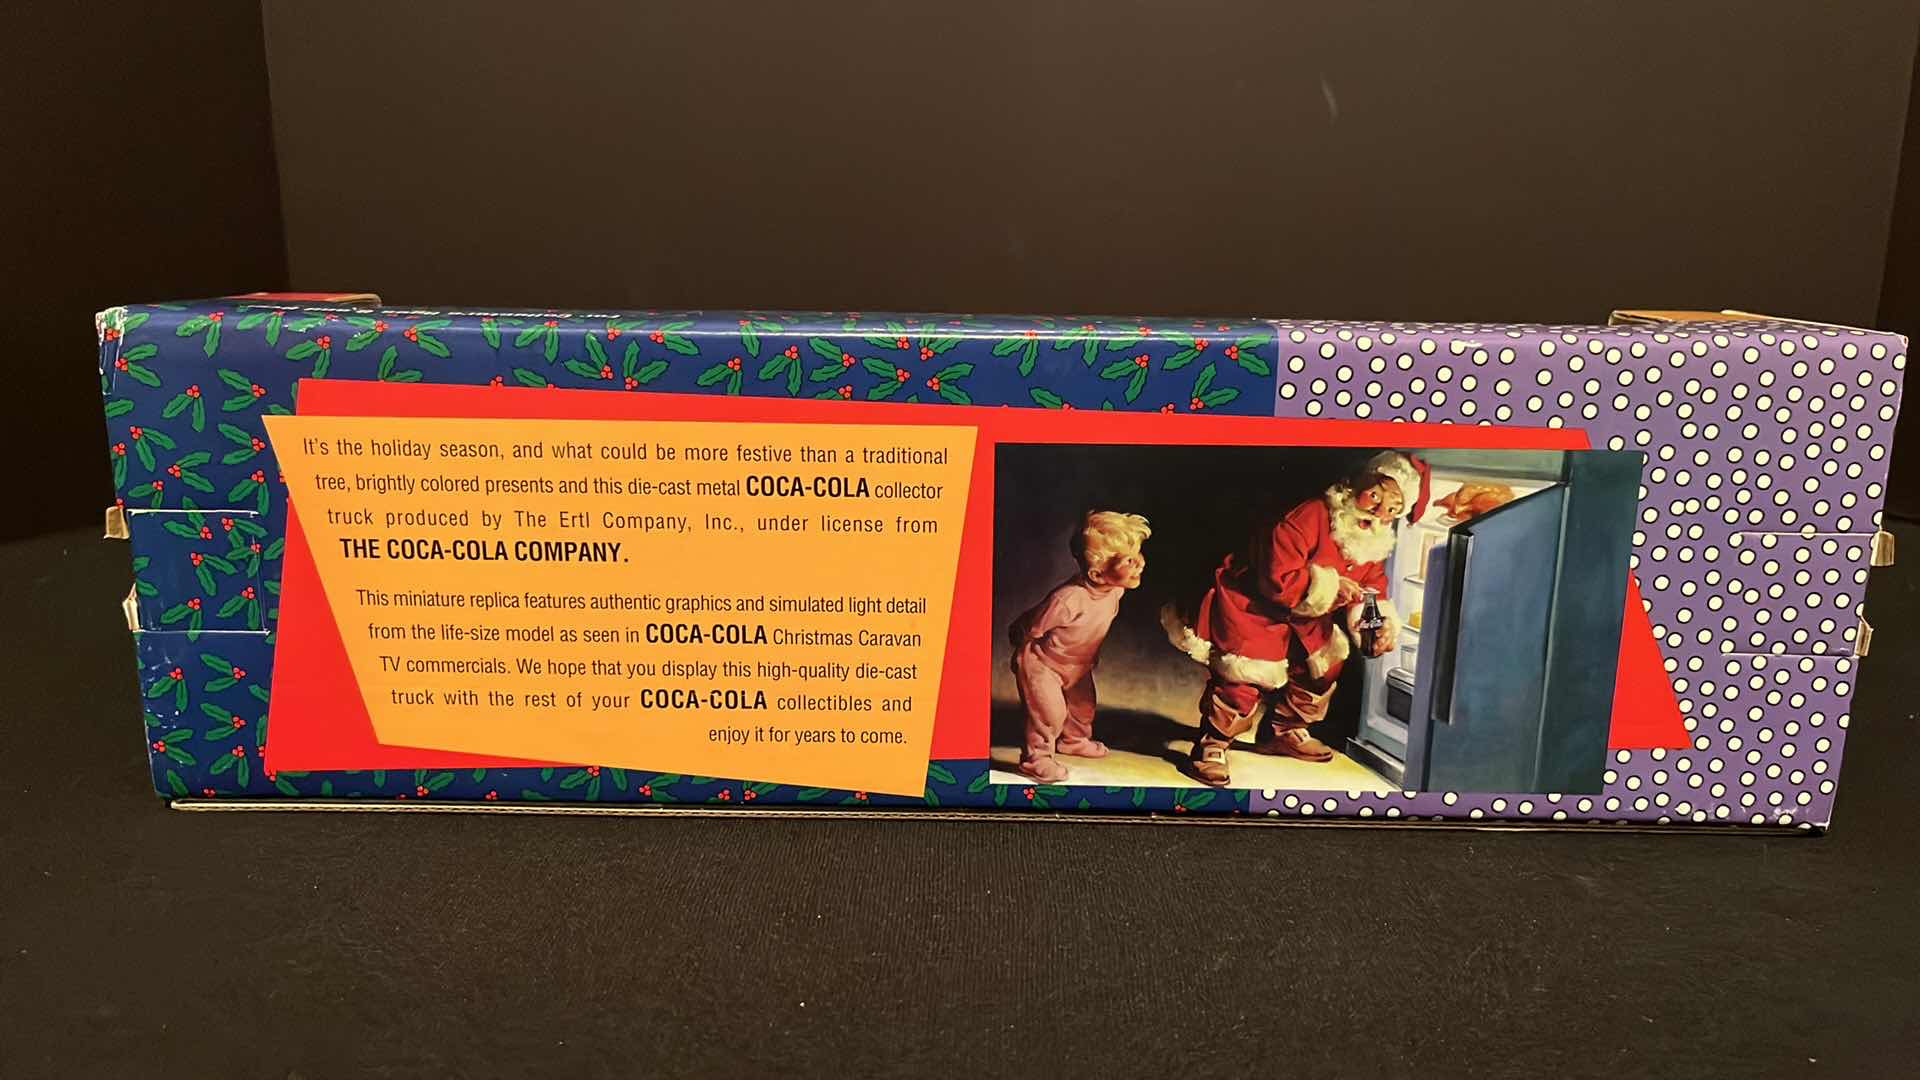 It's the holiday season, and what could be more festive than a traditional
tree, brightly colored presents and this die-cast metal COCA-COLA collector
truck produced by The Ertl Company, Inc., under license from
THE COCA-COLA COMPANY.
This miniature replica features authentic graphics and simulated light detail
from the life-size model as seen in COCA-COLA Christmas Caravan
TV commercials. We hope that you display this high-quality die-cast
truck with the rest of your COCA-COLA collectibles and
enjoy it for years to come.